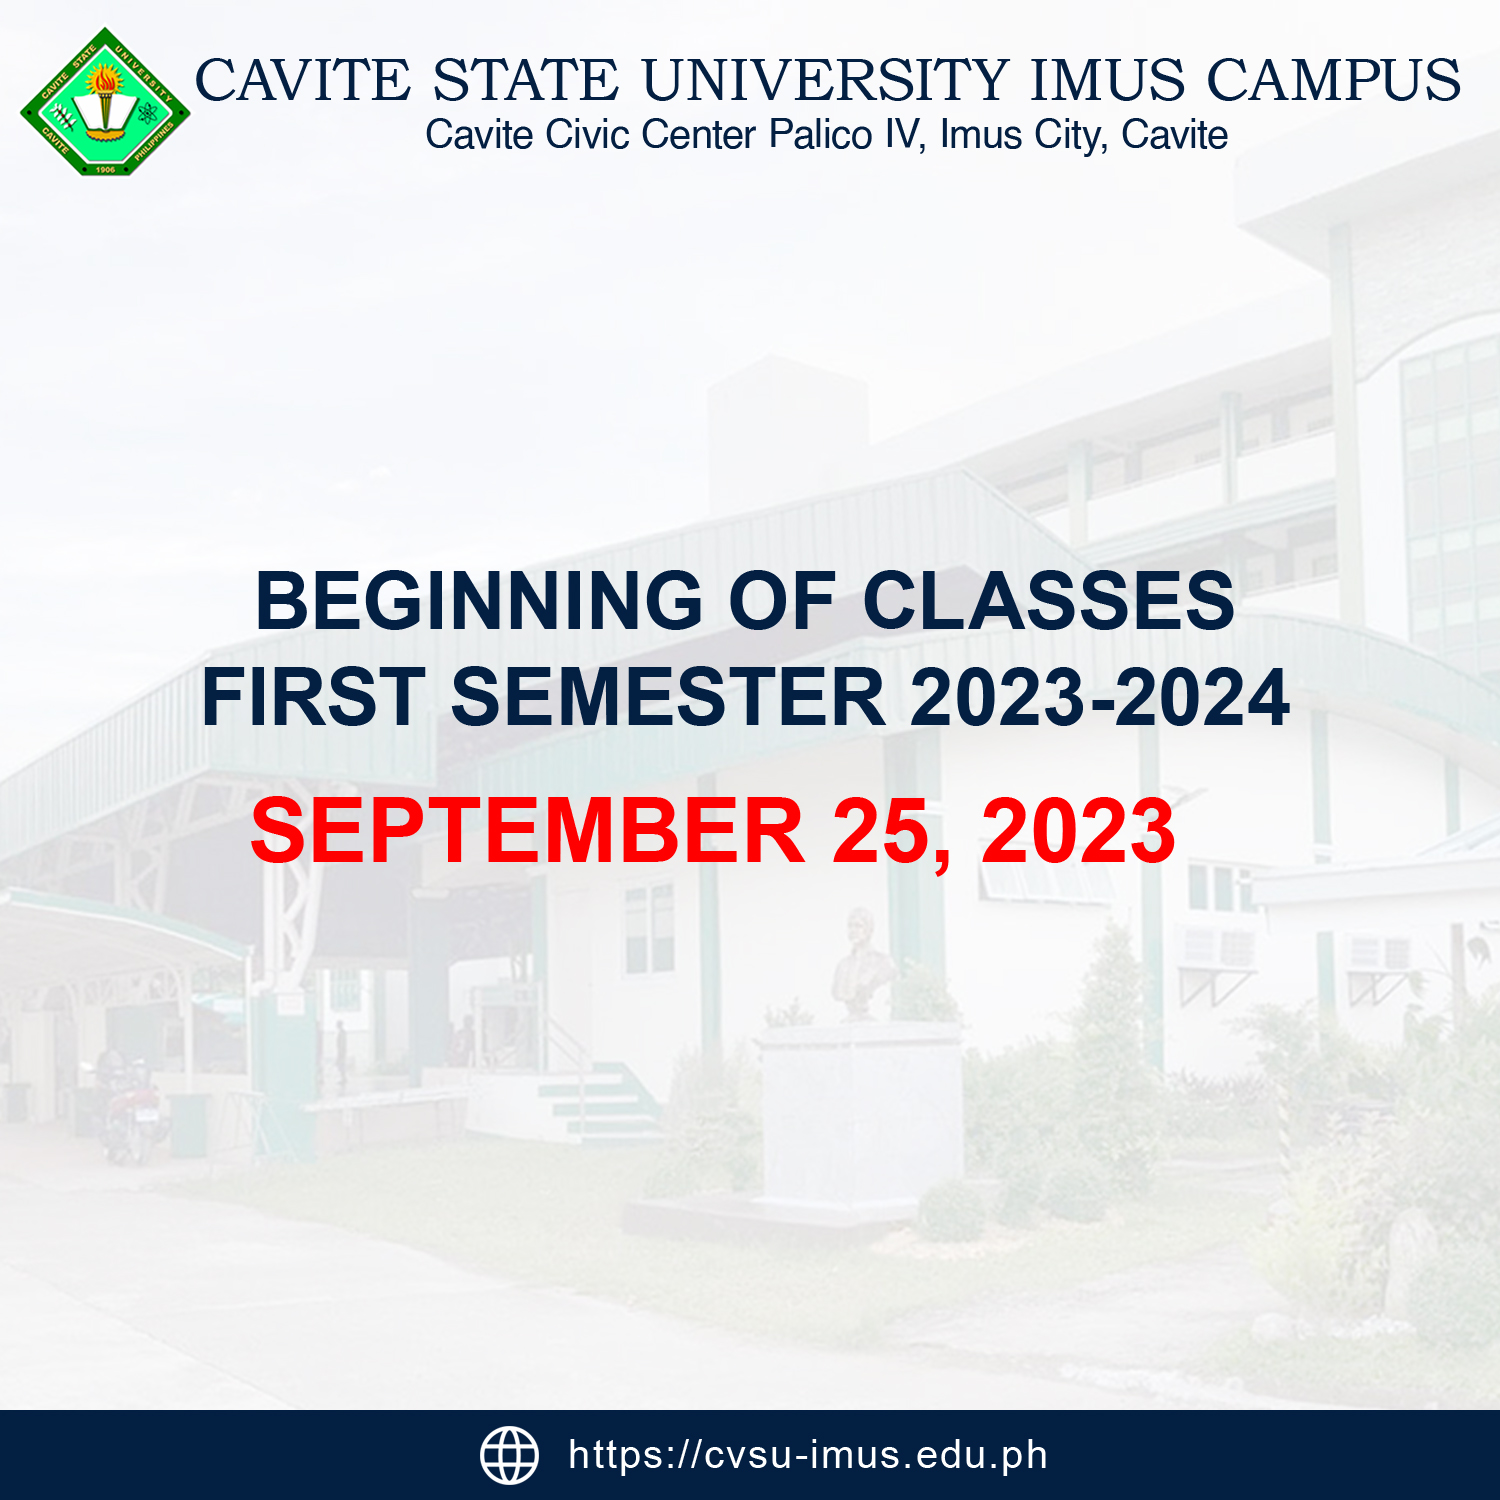 CAVITE STATE UNIVERSITY IMUS CAMPUS
Cavite Civic Center Palico IV, Imus City, Cavite
CAVITE STATE UNIVERSITY
CAVITE PHILIPPINES
1906
BEGINNING OF CLASSES
FIRST SEMESTER 2023-2024
SEPTEMBER 25, 2023
https://cvsu-imus.edu.ph